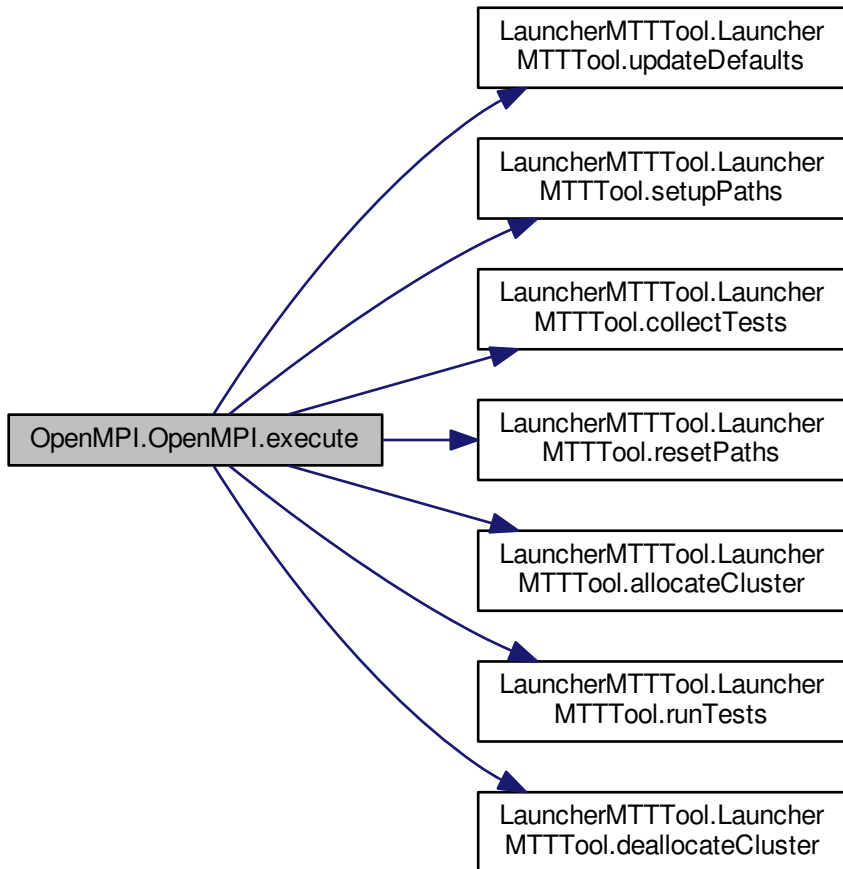 LauncherMTTTool.Launcher
MTTTool.updateDefaults
LauncherMTTTool.Launcher
MTTTool.setupPaths
LauncherMTTTool.Launcher
MTTTool.collectTests
OpenMPI.OpenMPI.execute
LauncherMTTTool.Launcher
MTTTool.resetPaths
LauncherMTTTool.Launcher
MTTTool.allocateCluster
LauncherMTTTool.Launcher
MTTTool.runTests
LauncherMTTTool.Launcher
MTTTool.deallocateCluster